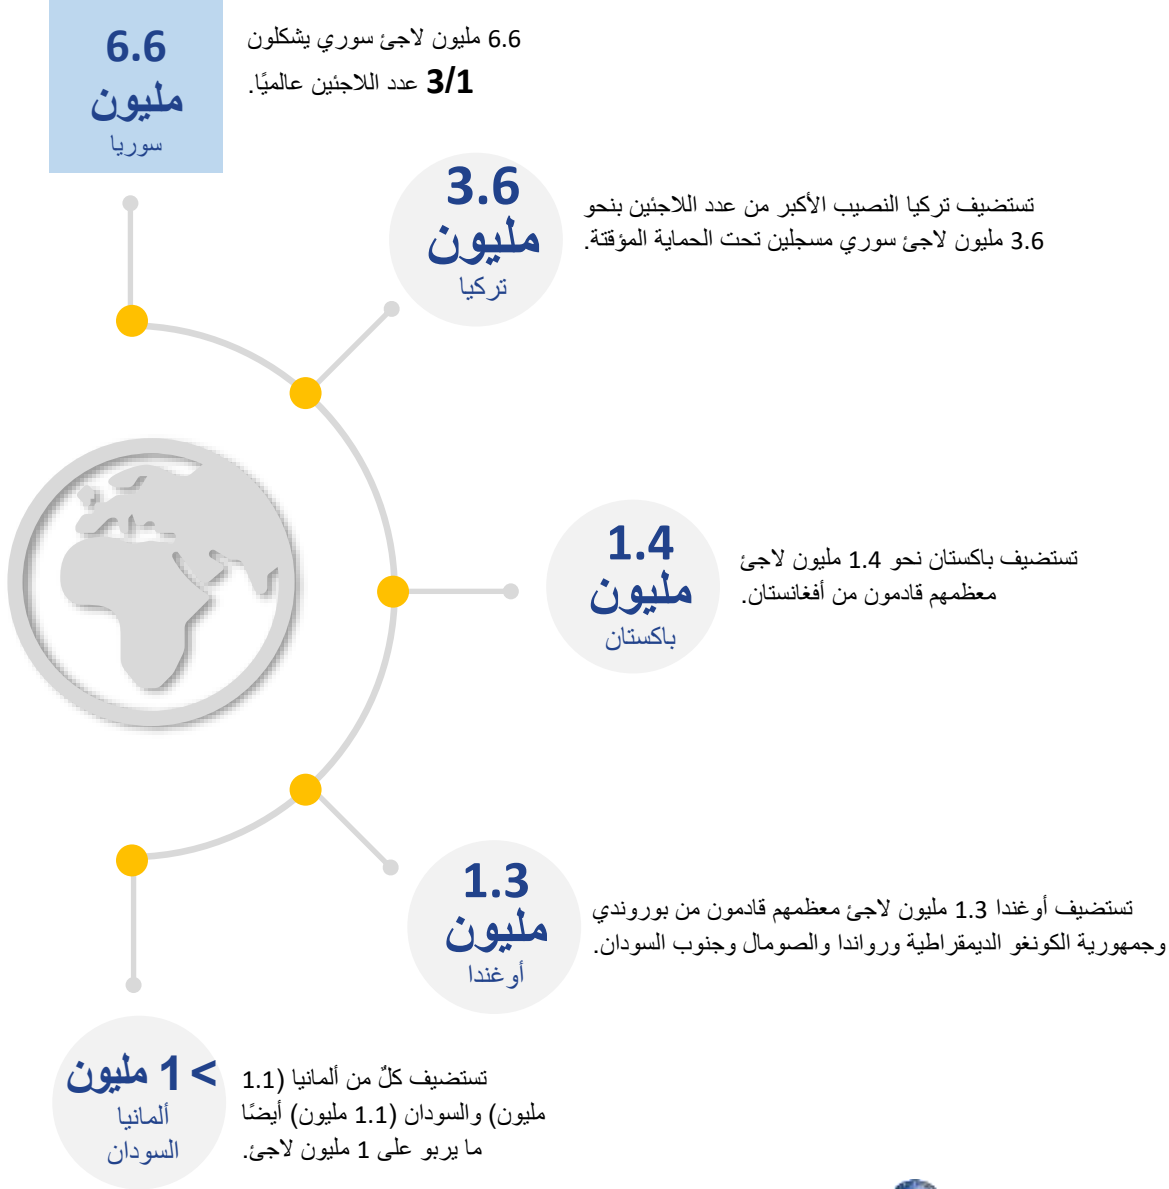 6.6
مليون
سوريا
6.6 مليون لاجئ سوري يشكلون
3/1 عدد اللاجئين عالميًا.
3.6
مليون
تركيا
تستضيف تركيا النصيب الأكبر من عدد اللاجئين بنحو
3.6 مليون لاجئ سوري مسجلين تحت الحماية المؤقتة.
1.4
مليون
باكستان
تستضيف باكستان نحو 1.4 مليون لاجئ
معظمهم قادمون من أفغانستان.
1.3
مليون
أوغندا
تستضيف أوغندا 1.3 مليون لاجئ معظمهم قادمون من بوروندي
وجمهورية الكونغو الديمقراطية ورواندا والصومال وجنوب السودان.
> 1 مليون
ألمانيا
السودان
تستضيف كلٌ من ألمانيا (1.1
مليون) والسودان (1.1 مليون) أيضًا
ما يربو على 1 مليون لاجئ.